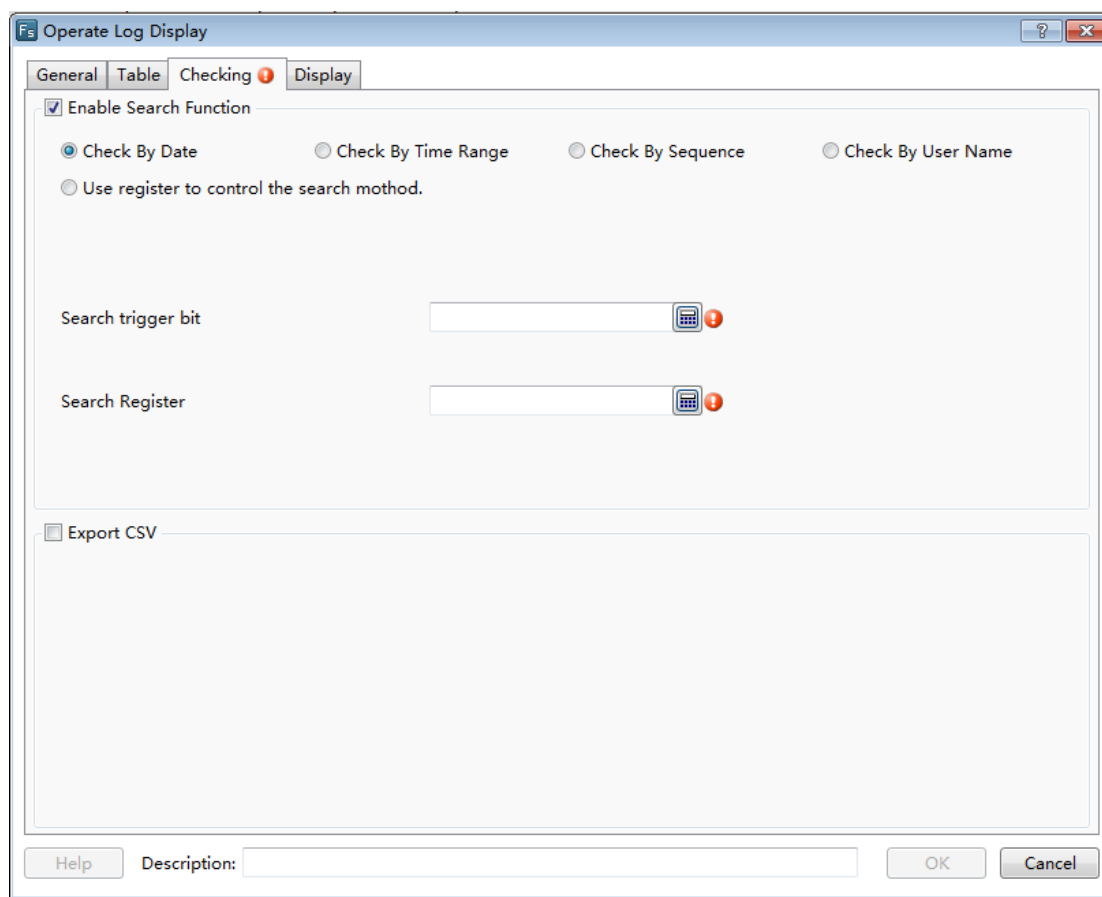 Fs Operate Log Display ?
General Table Checking ! Display
Enable Search Function
Check By Date Check By Time Range Check By Sequence Check By User Name
Use register to control the search mothod.
Search trigger bit !
Search Register !
Export CSV
Help Description: OK Cancel